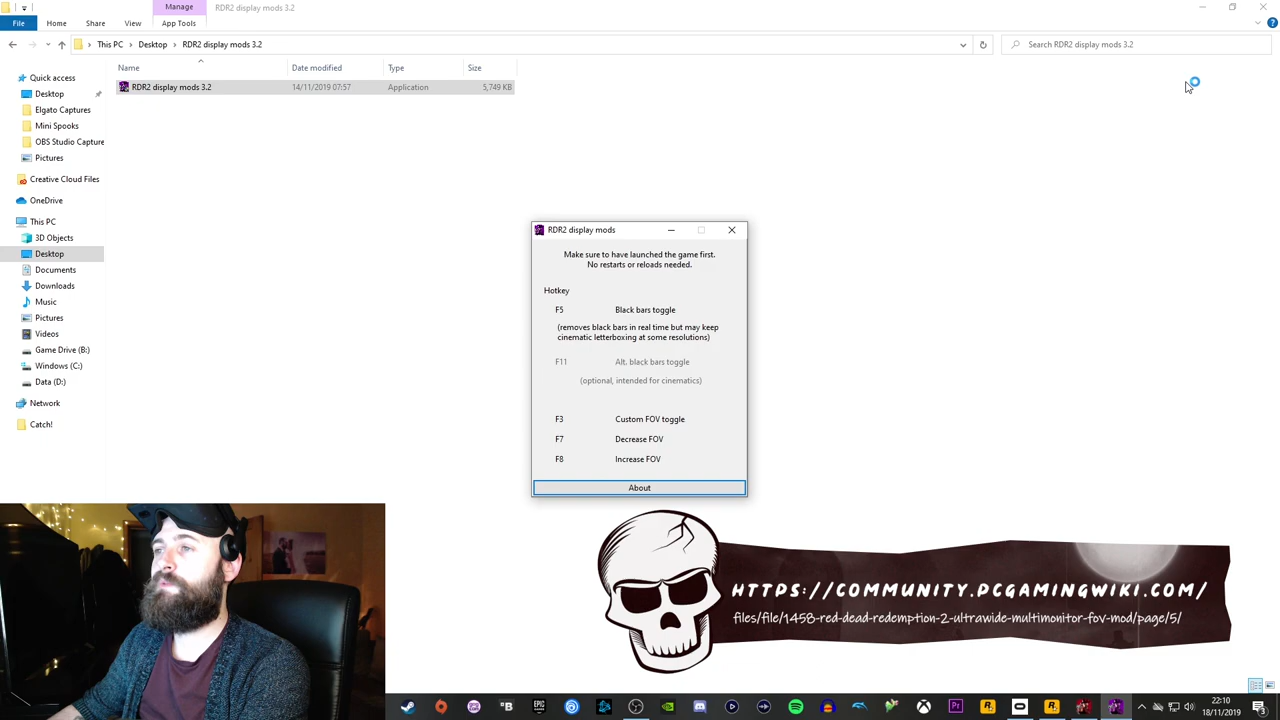 Manage
RDR2 display mods 3.2
File
Home
Share
View
App Tools
This PC
Desktop
RDR2 display mods 3.2
Search RDR2 display mods 3.2
Name
Date modified
Type
Size
RDR2 display mods 3.2
14/11/2019 07:57
Application
5,749 KB
Quick access
Desktop
Elgato Captures
Mini Spooks
OBS Studio Capture
Pictures
Creative Cloud Files
OneDrive
This PC
3D Objects
Desktop
Documents
Downloads
Music
Pictures
Videos
Game Drive (B:)
Windows (C:)
Data (D:)
Network
Catch!
RDR2 display mods
Make sure to have launched the game first.
No restarts or reloads needed.
Hotkey
F5 Black bars toggle
(removes black bars in real time but may keep
cinematic letterboxing at some resolutions)
F11 Alt. black bars toggle
(optional, intended for cinematics)
F3 Custom FOV toggle
F7 Decrease FOV
F8 Increase FOV
About
HTTPS://COMMUNITY.PCGAMINGWIKI.COM/
files/file/1458-red-dead-redemption-2-ultrawide-multimonitor-fov-mod/page/5/
22:10
18/11/2019